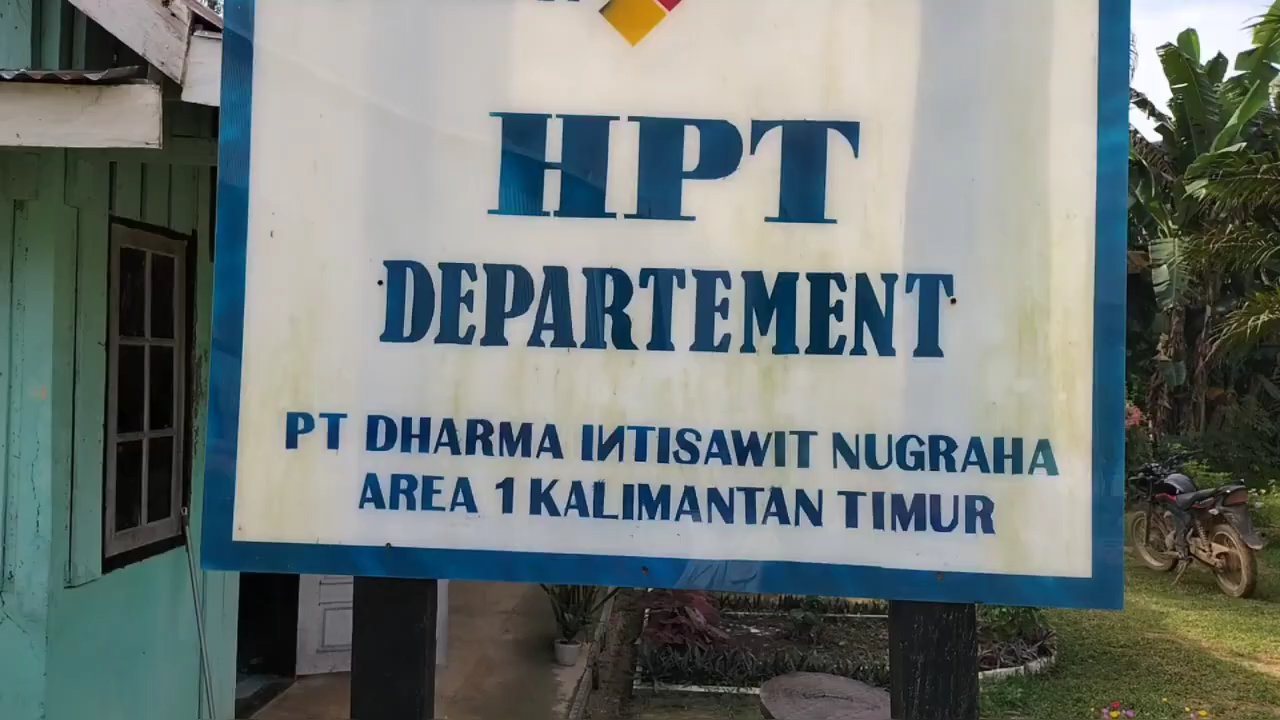 HPT
DEPARTEMENT
PT DHARMA INTISAWIT NUGRAHA
AREA 1 KALIMANTAN TIMUR